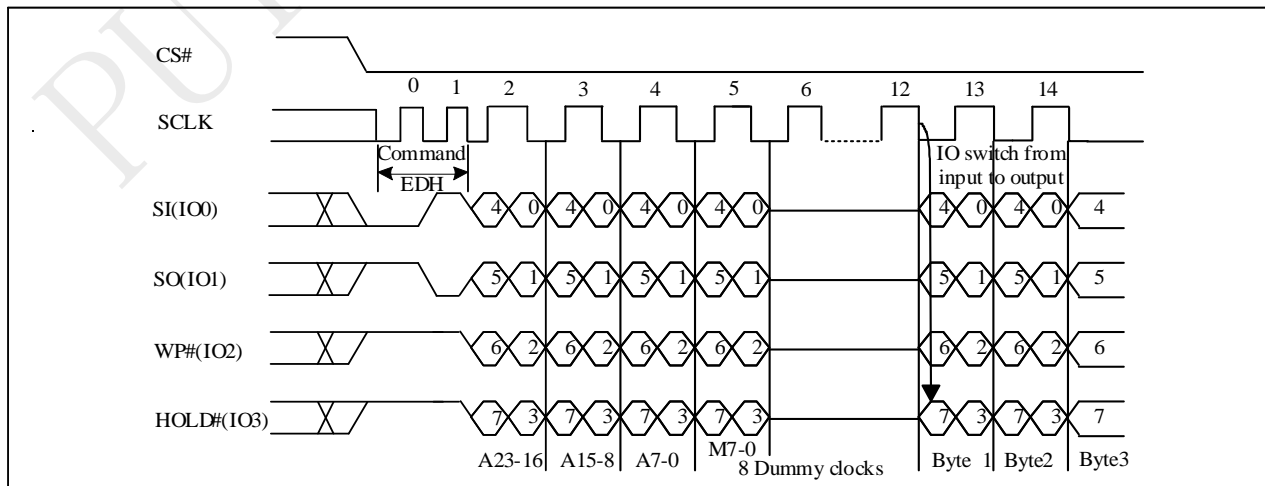 PUY
CS#
0 1 2 3 4 5 6 12 13 14
SCLK
Command
IO switch from
EDH
input to output
SI(IO0) 4 0 4 0 4 0 4 0 4 0 4 0 4
SO(IO1) 5 1 5 1 5 1 5 1 5 1 5 1 5
WP#(IO2) 6 2 6 2 6 2 6 2 6 2 6 2 6
HOLD#(IO3) 7 3 7 3 7 3 7 3 7 3 7 3 7
A23-16 A15-8 A7-0 M7-0 8 Dummy clocks Byte 1 Byte2 Byte3